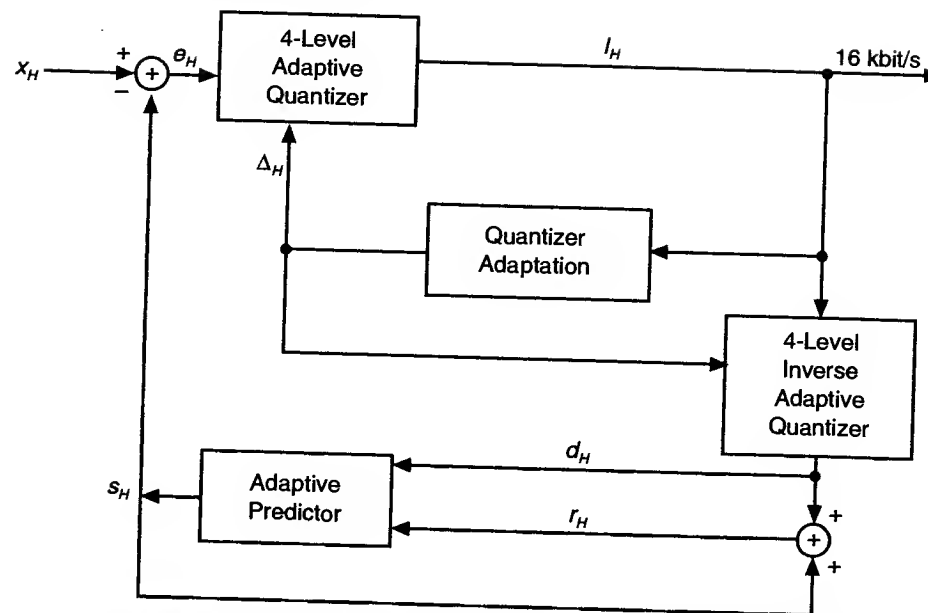 4-Level
Adaptive
Quantizer
x_H
+
−
+
e_H
I_H
16 kbit/s
Δ_H
Quantizer
Adaptation
4-Level
Inverse
Adaptive
Quantizer
d_H
s_H
Adaptive
Predictor
r_H
+
+
+